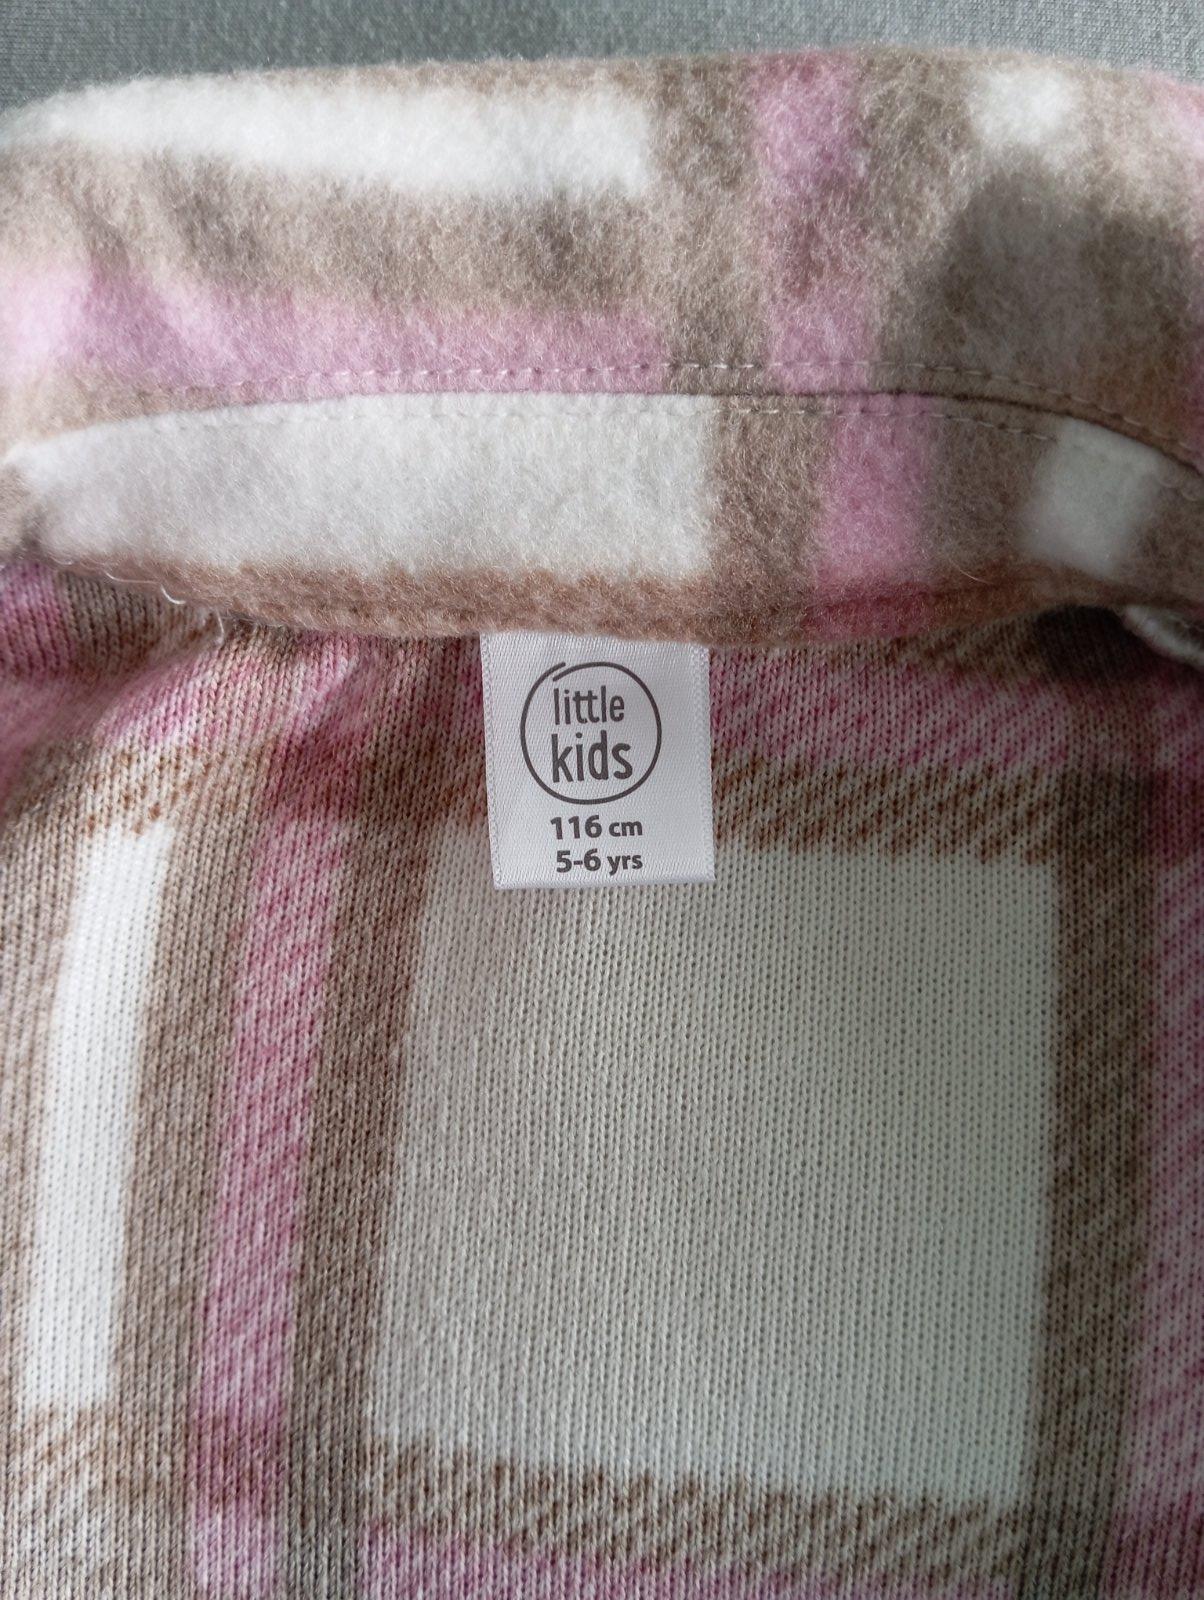 little
kids
116 cm
5-6 yrs